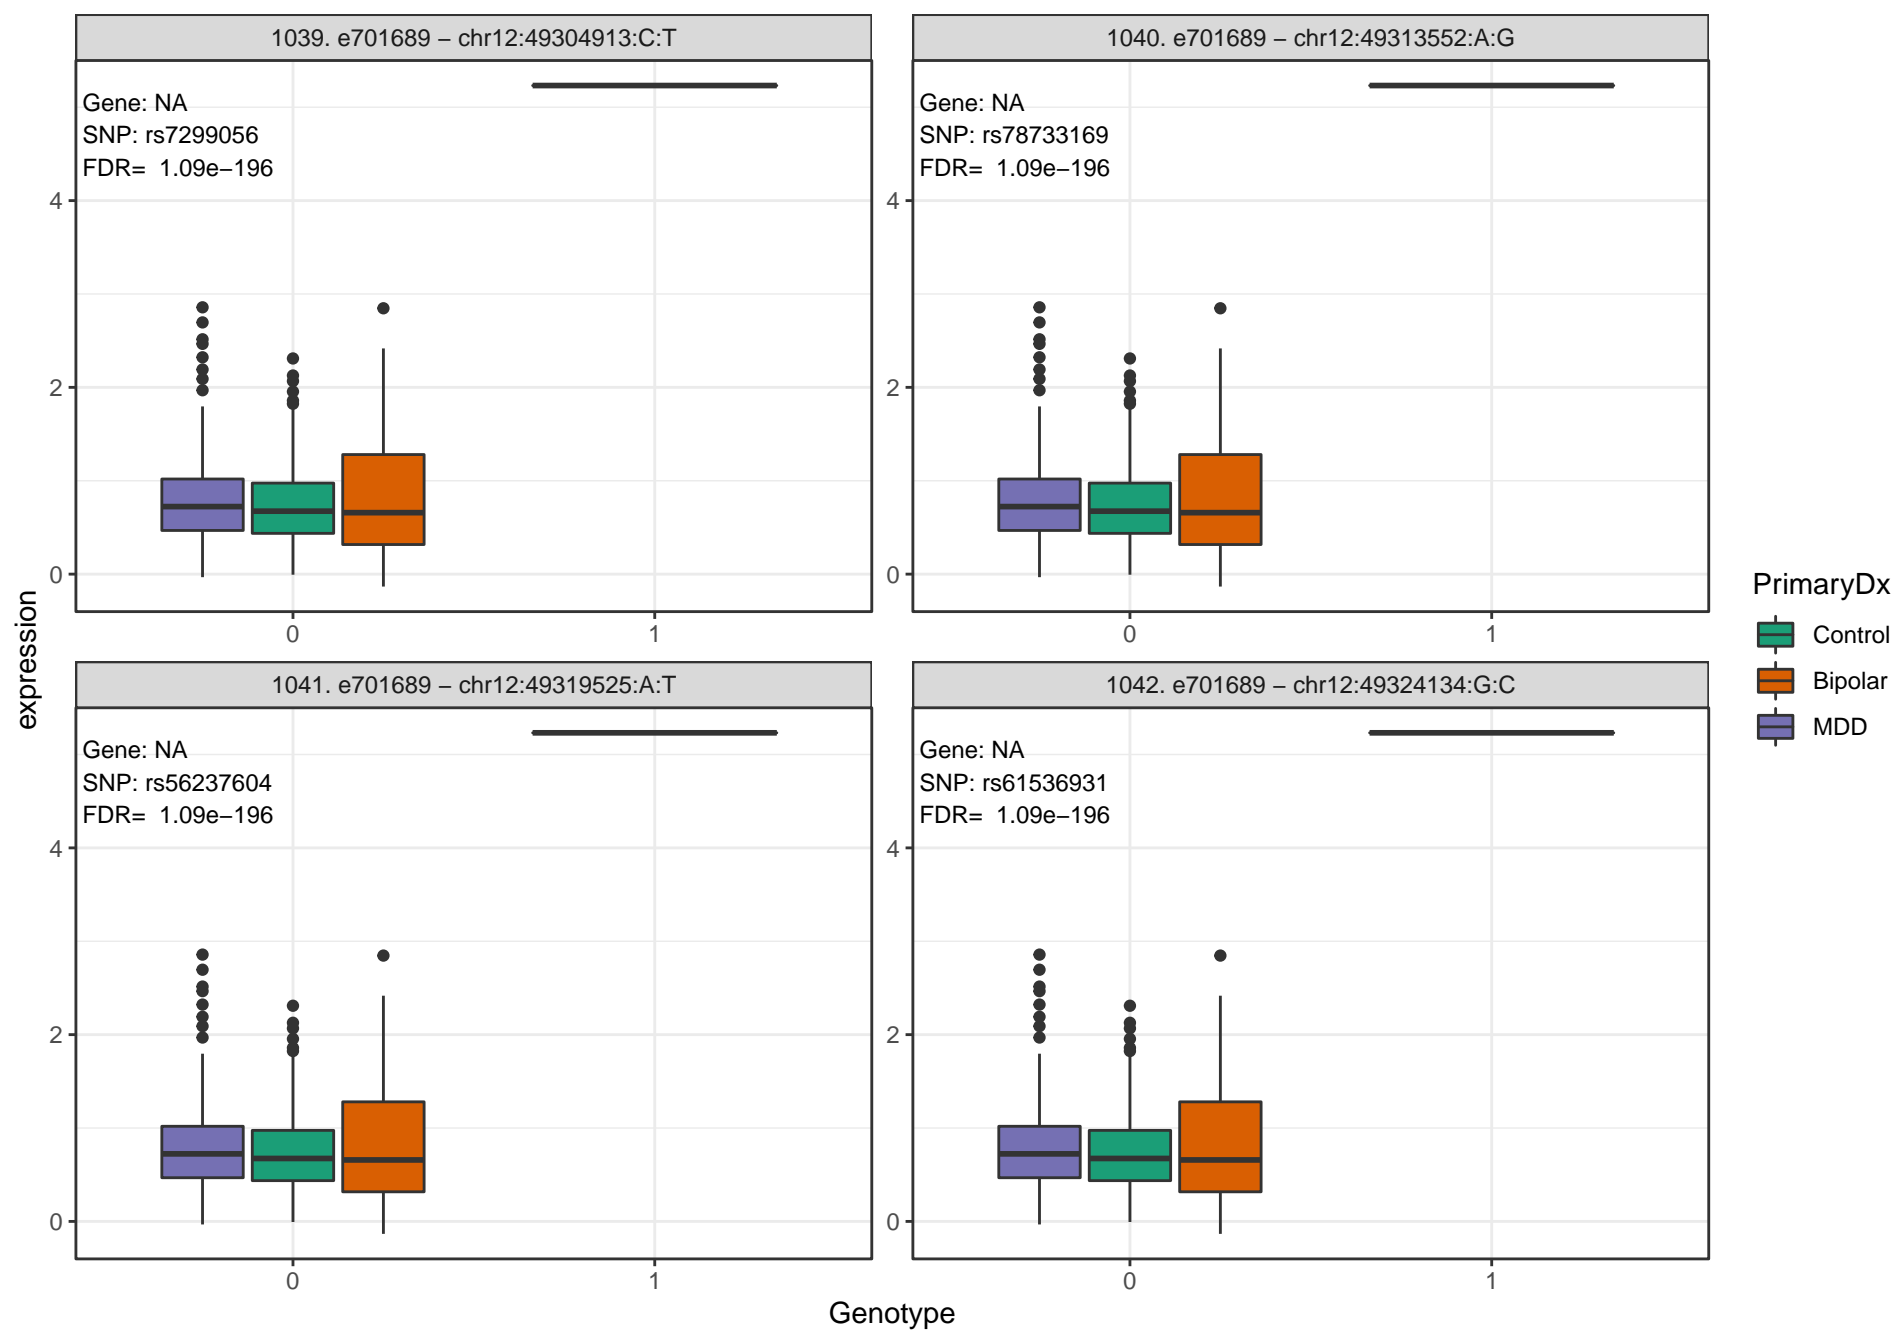 1039. e701689 − chr12:49304913:C:T
Gene: NA
SNP: rs7299056
FDR=  1.09e−196
4
2
0
0
1
1040. e701689 − chr12:49313552:A:G
Gene: NA
SNP: rs78733169
FDR=  1.09e−196
4
2
0
0
1
1041. e701689 − chr12:49319525:A:T
Gene: NA
SNP: rs56237604
FDR=  1.09e−196
4
2
0
0
1
1042. e701689 − chr12:49324134:G:C
Gene: NA
SNP: rs61536931
FDR=  1.09e−196
4
2
0
0
1
expression
Genotype
PrimaryDx
Control
Bipolar
MDD